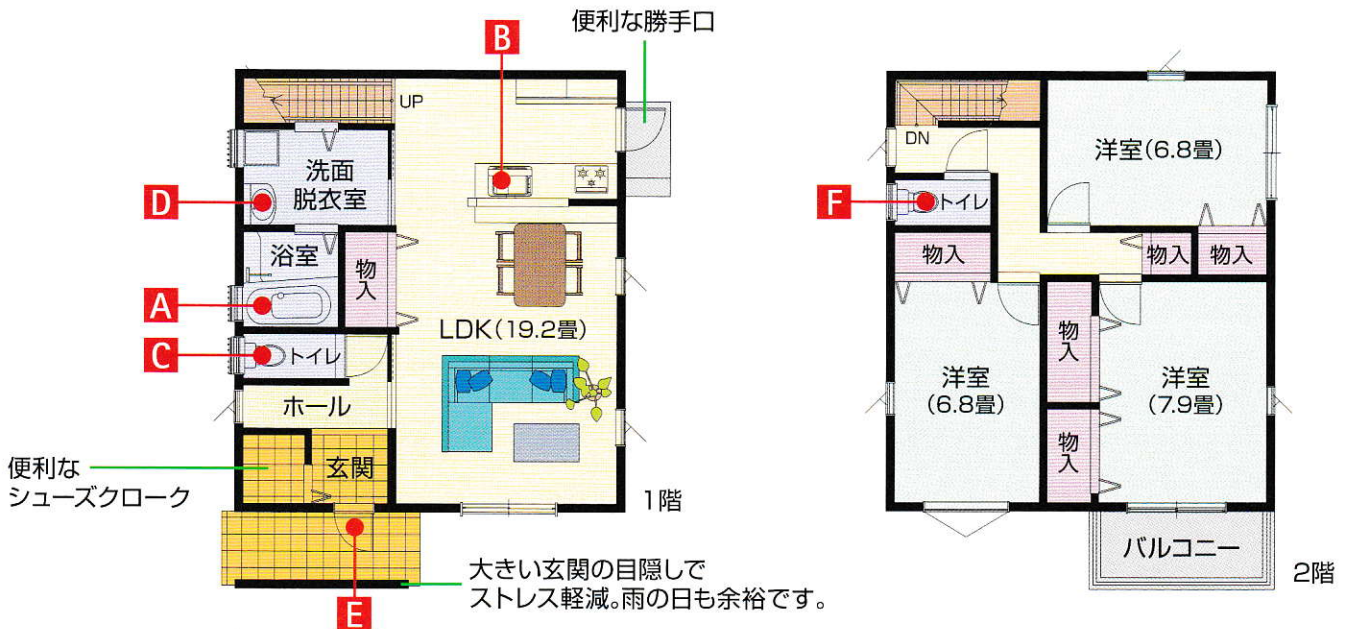 便利な勝手口
B
UP
洗面
脱衣室
D
浴室
物入
A
LDK(19.2畳)
C
トイレ
ホール
便利な
シューズクローク
玄関
1階
大きい玄関の目隠しで
ストレス軽減。雨の日も余裕です。
E
DN
洋室(6.8畳)
F
トイレ
物入
物入
物入
洋室
(6.8畳)
物入
洋室
(7.9畳)
物入
バルコニー
2階